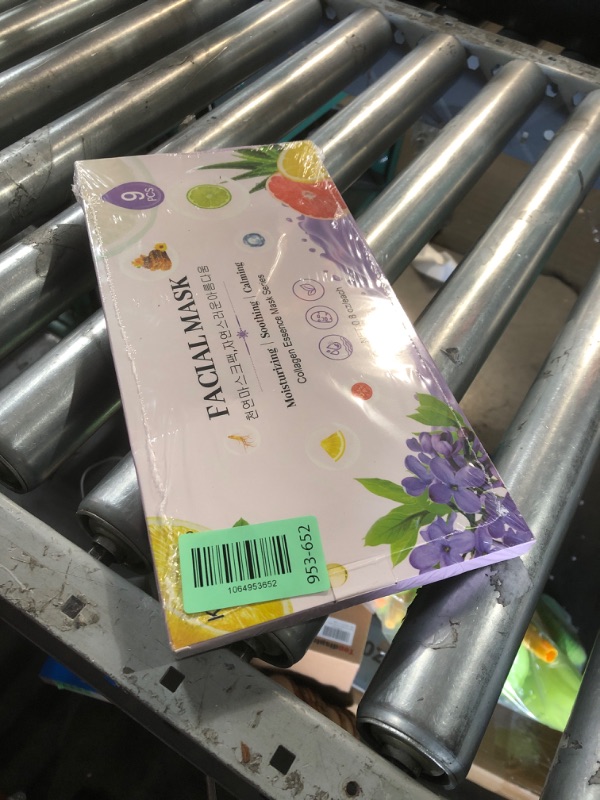 9
PCS
FACIAL MASK
천연마스크팩,자연스러운아름다움
Moisturizing | Soothing | Calming
Collagen Essence Mask Series
1064953652
953-652